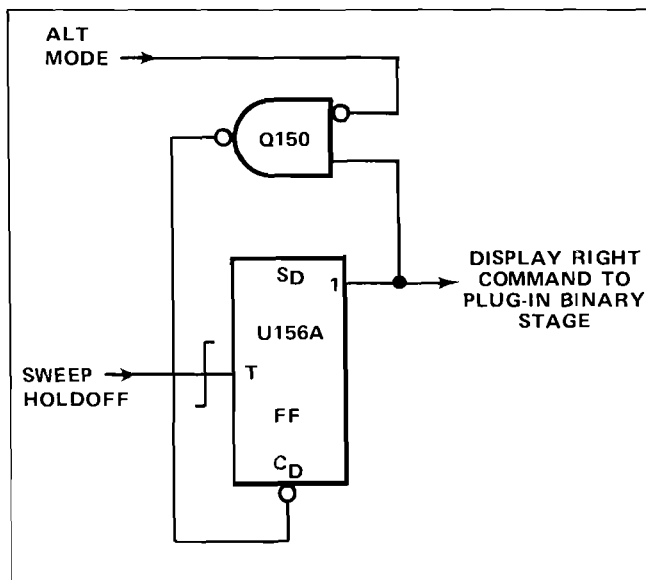 ALT
MODE
Q150
SD
1
U156A
T
FF
CD
SWEEP
HOLDOFF
DISPLAY RIGHT
COMMAND TO
PLUG-IN BINARY
STAGE